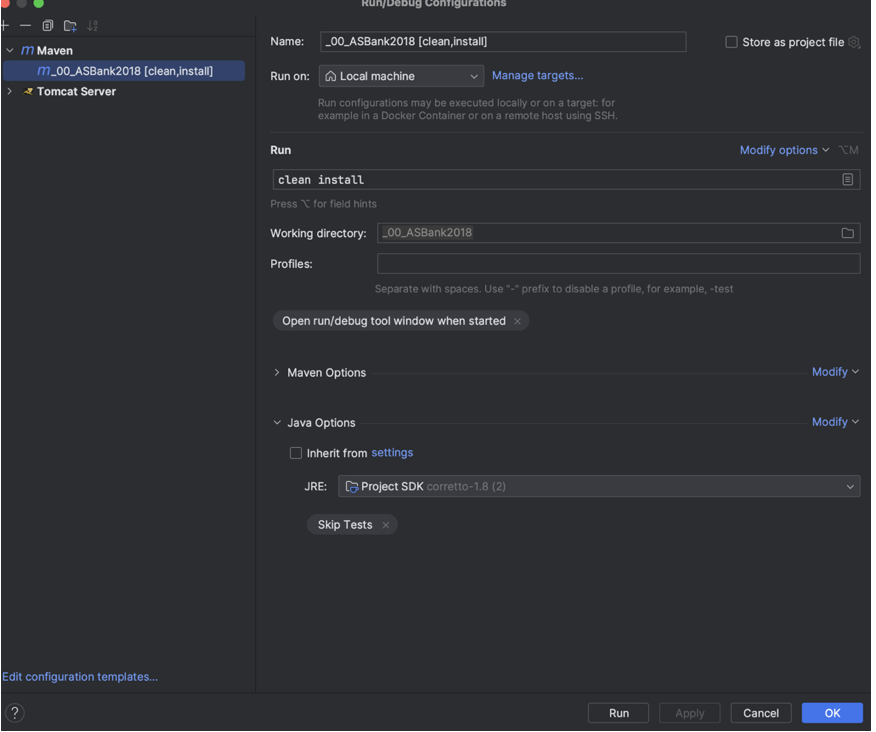 Run/Debug Configurations
Maven
_00_ASBank2018 [clean,install]
Tomcat Server
Edit configuration templates...
Name: _00_ASBank2018 [clean,install]
Store as project file
Run on: Local machine
Manage targets...
Run configurations may be executed locally or on a target: for
example in a Docker Container or on a remote host using SSH.
Run
Modify options ⌥M
clean install
Press ⌥ for field hints
Working directory: _00_ASBank2018
Profiles:
Separate with spaces. Use "-" prefix to disable a profile, for example, -test
Open run/debug tool window when started ×
Maven Options
Modify
Java Options
Modify
Inherit from settings
JRE: Project SDK corretto-1.8 (2)
Skip Tests ×
?
Run
Apply
Cancel
OK